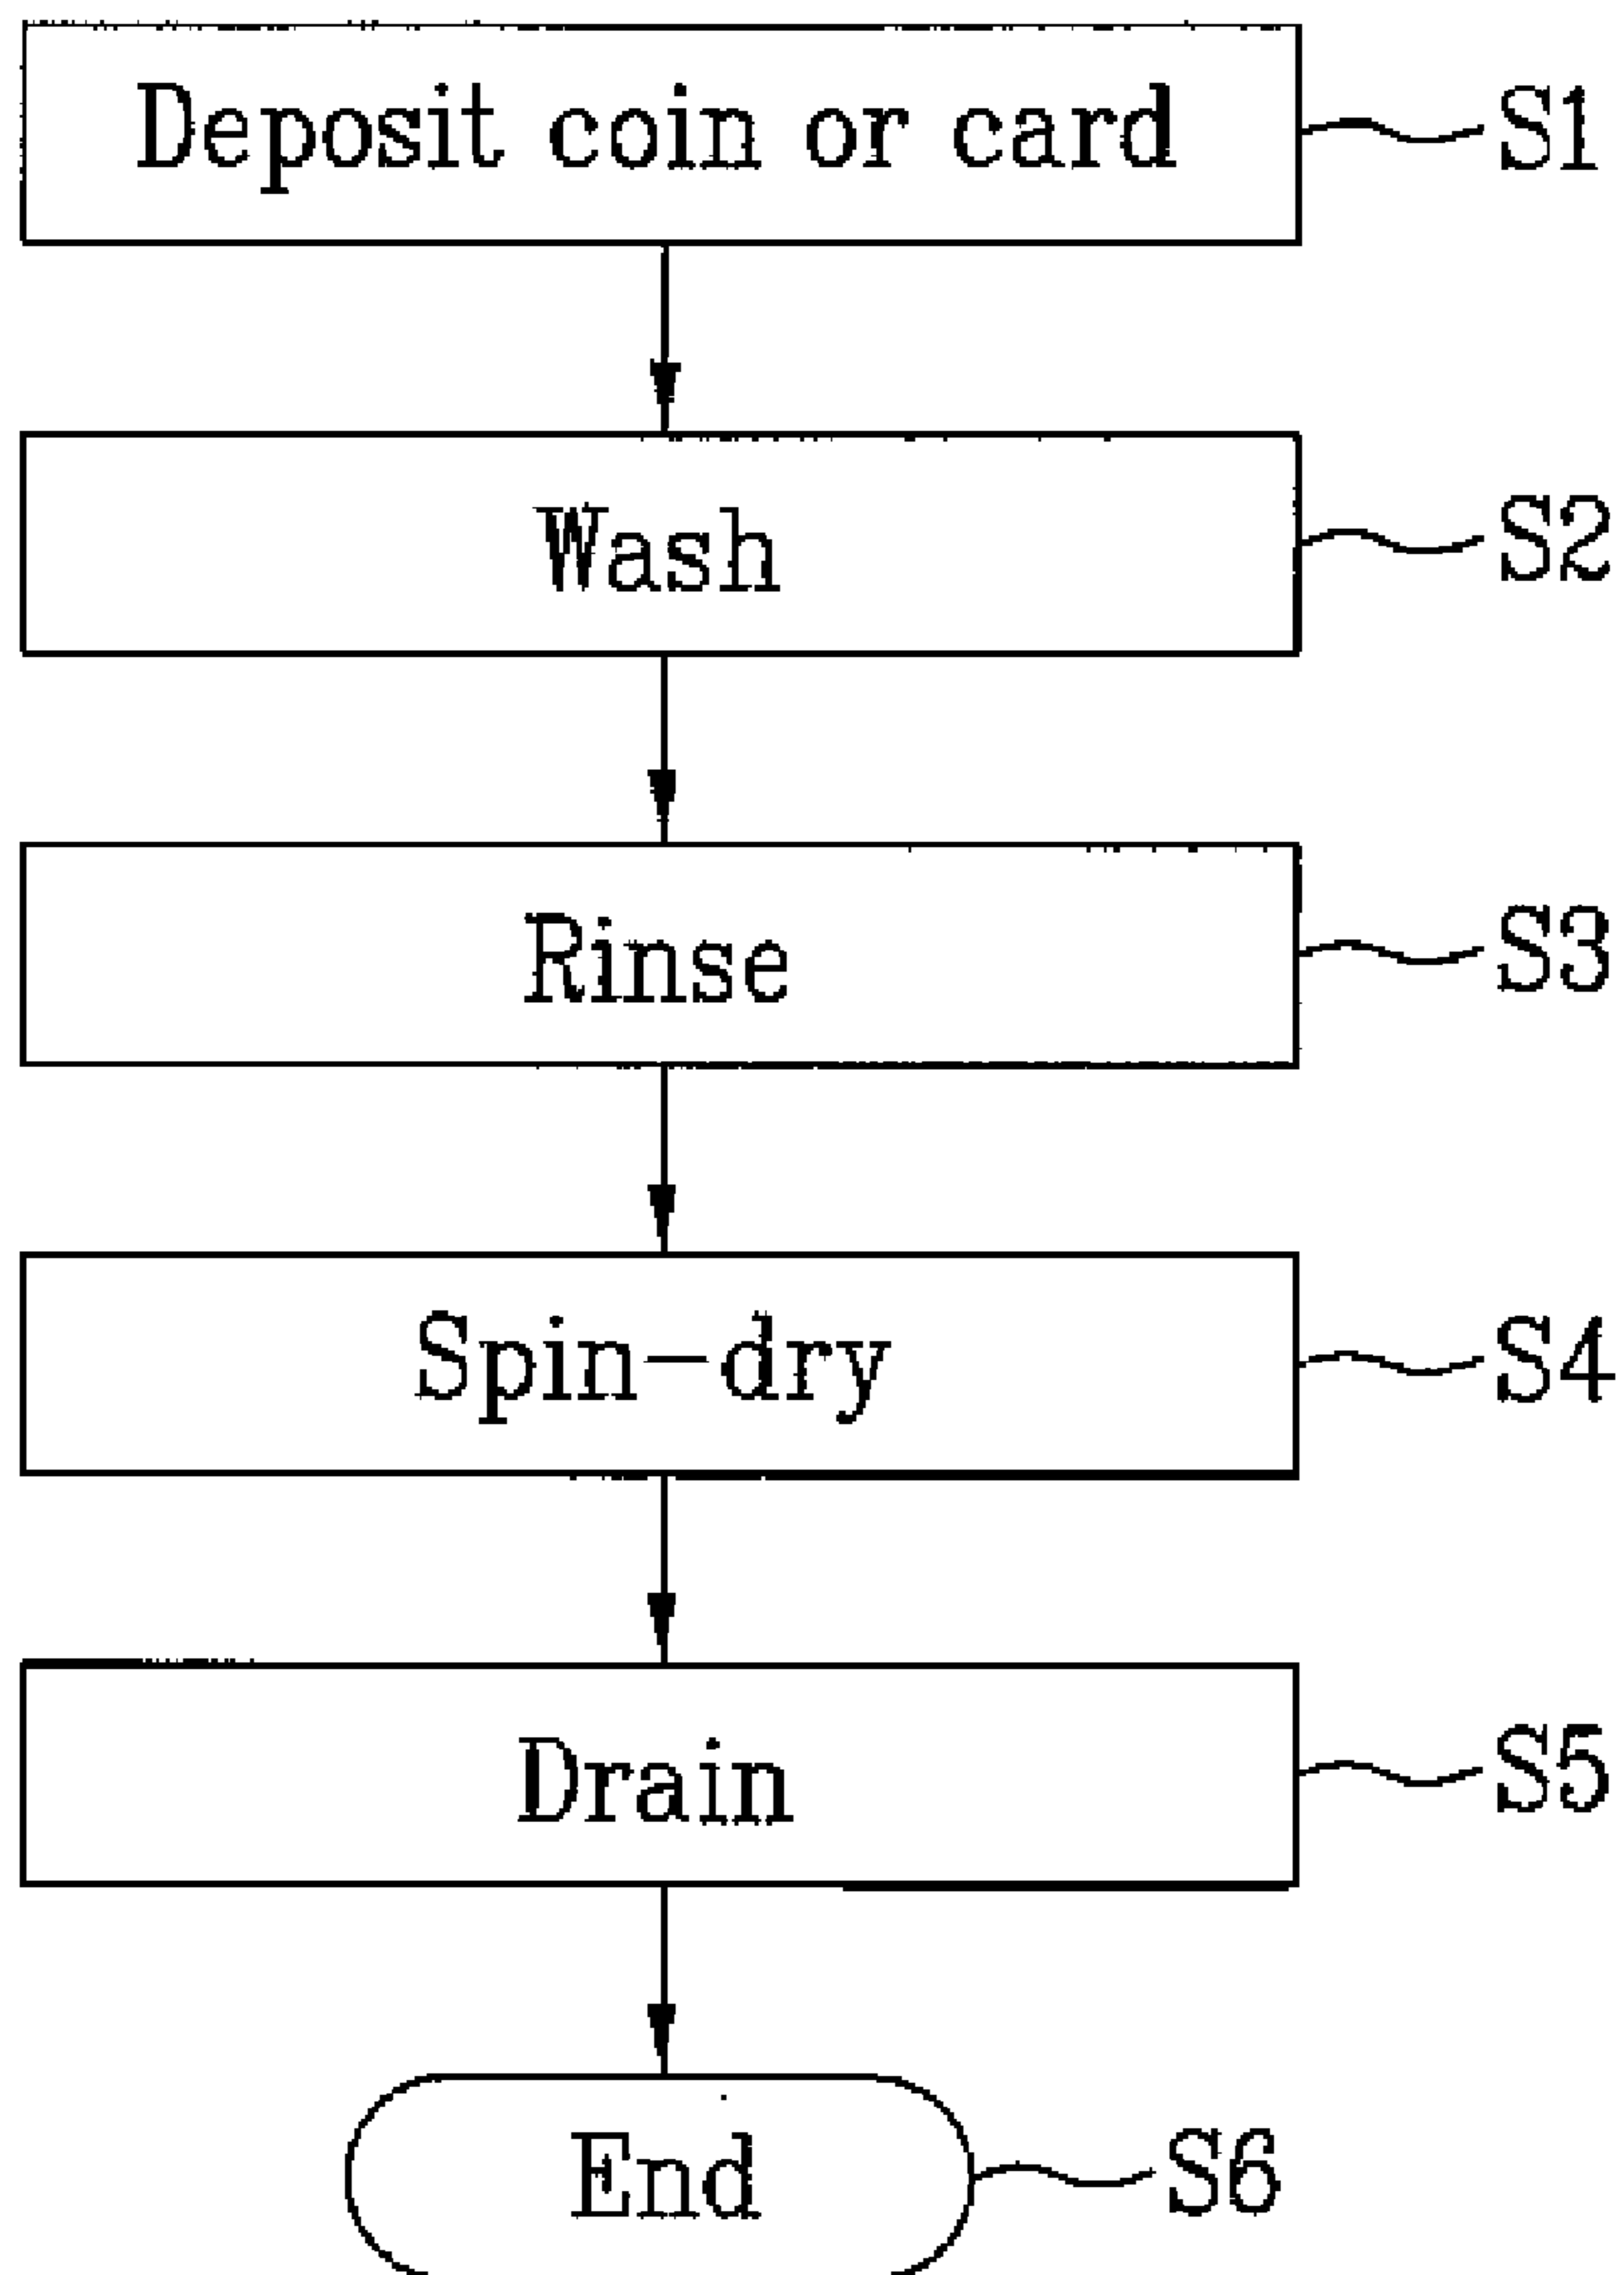 Deposit coin or card S1
Wash S2
Rinse S3
Spin-dry S4
Drain S5
End S6